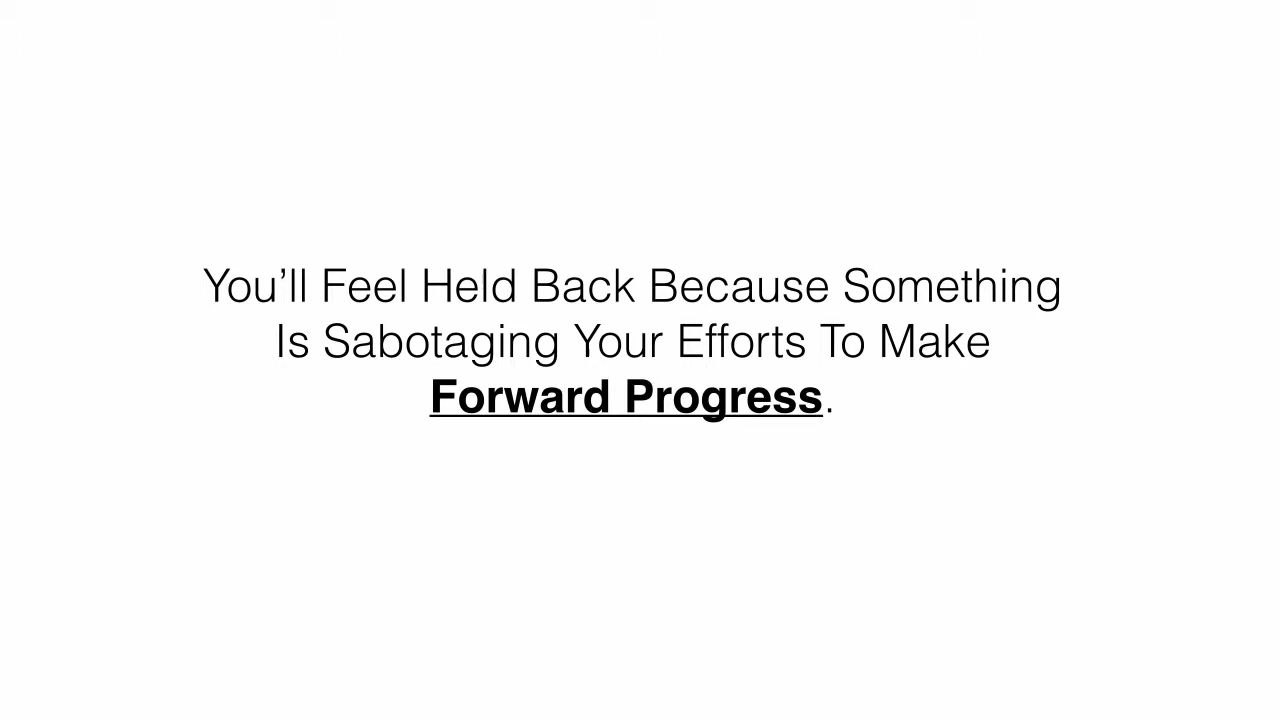 You’ll Feel Held Back Because Something
Is Sabotaging Your Efforts To Make
Forward Progress.